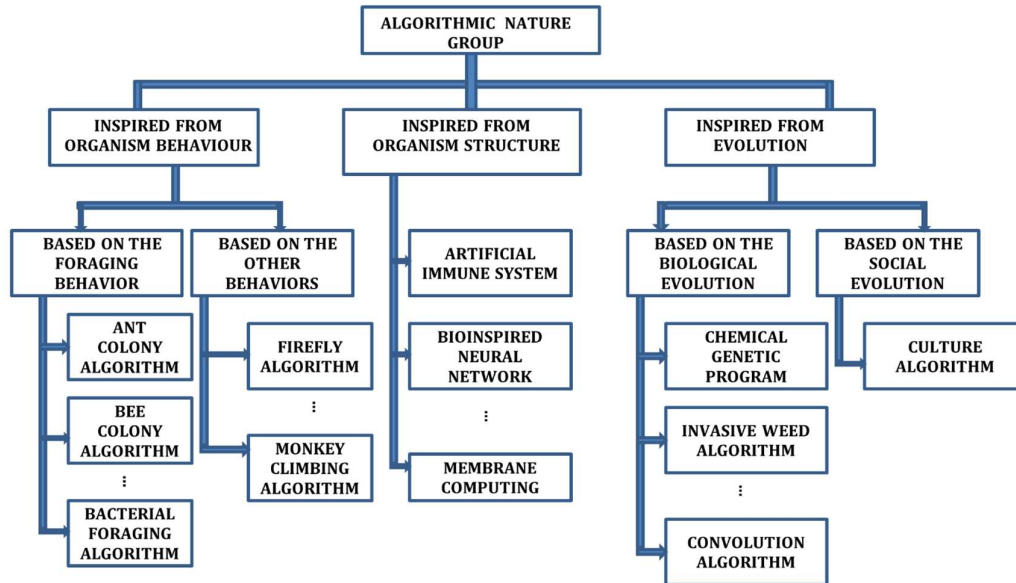 ALGORITHMIC NATURE
GROUP
INSPIRED FROM
ORGANISM BEHAVIOUR
INSPIRED FROM
ORGANISM STRUCTURE
INSPIRED FROM
EVOLUTION
BASED ON THE
FORAGING
BEHAVIOR
BASED ON THE
OTHER
BEHAVIORS
ARTIFICIAL
IMMUNE SYSTEM
BASED ON THE
BIOLOGICAL
EVOLUTION
BASED ON THE
SOCIAL
EVOLUTION
ANT
COLONY
ALGORITHM
FIREFLY
ALGORITHM
...
BIOINSPIRED
NEURAL
NETWORK
...
CHEMICAL
GENETIC
PROGRAM
CULTURE
ALGORITHM
BEE
COLONY
ALGORITHM
...
MONKEY
CLIMBING
ALGORITHM
MEMBRANE
COMPUTING
INVASIVE WEED
ALGORITHM
...
BACTERIAL
FORAGING
ALGORITHM
CONVOLUTION
ALGORITHM